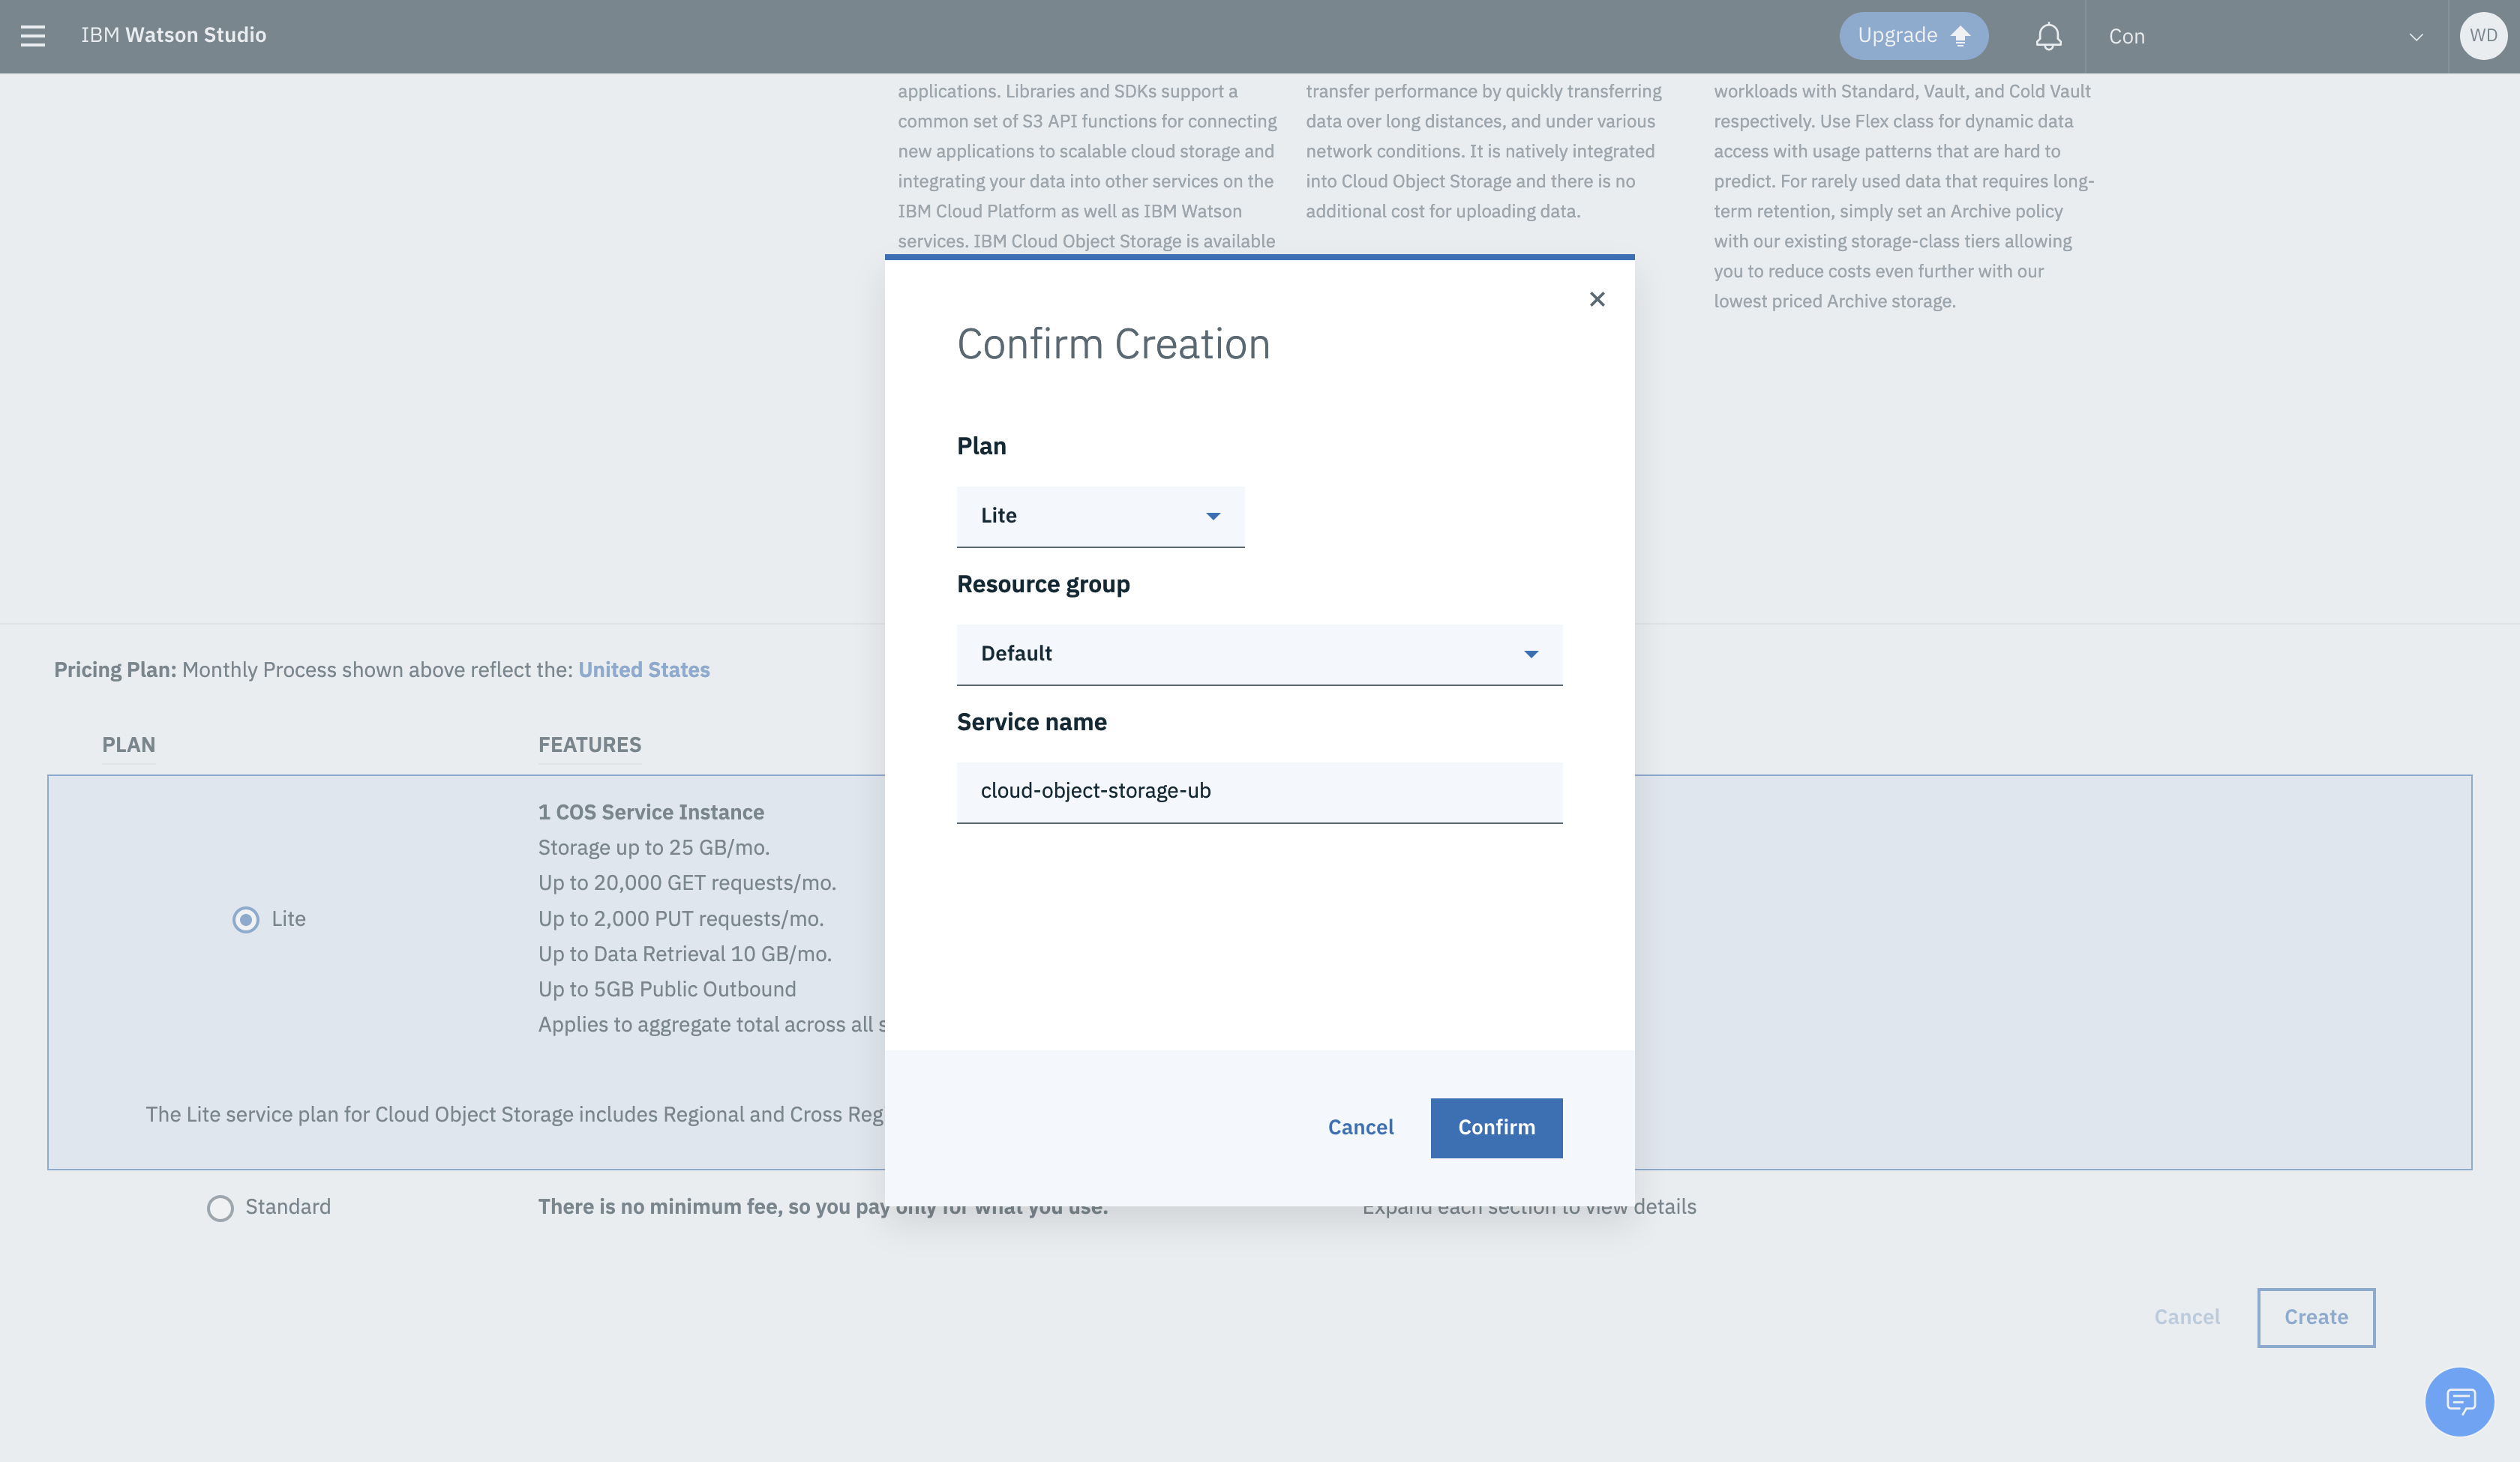 IBM Watson Studio
Upgrade
Con
WD
applications. Libraries and SDKs support a
common set of S3 API functions for connecting
new applications to scalable cloud storage and
integrating your data into other services on the
IBM Cloud Platform as well as IBM Watson
services. IBM Cloud Object Storage is available
transfer performance by quickly transferring
data over long distances, and under various
network conditions. It is natively integrated
into Cloud Object Storage and there is no
additional cost for uploading data.
workloads with Standard, Vault, and Cold Vault
respectively. Use Flex class for dynamic data
access with usage patterns that are hard to
predict. For rarely used data that requires long-
term retention, simply set an Archive policy
with our existing storage-class tiers allowing
you to reduce costs even further with our
lowest priced Archive storage.
Confirm Creation
Plan
Lite
Resource group
Default
Service name
cloud-object-storage-ub
Cancel
Confirm
Pricing Plan: Monthly Process shown above reflect the: United States
PLAN
FEATURES
Lite
1 COS Service Instance
Storage up to 25 GB/mo.
Up to 20,000 GET requests/mo.
Up to 2,000 PUT requests/mo.
Up to Data Retrieval 10 GB/mo.
Up to 5GB Public Outbound
Applies to aggregate total across all s
The Lite service plan for Cloud Object Storage includes Regional and Cross Reg
Standard
There is no minimum fee, so you pay only for what you use.
Expand each section to view details
Cancel
Create